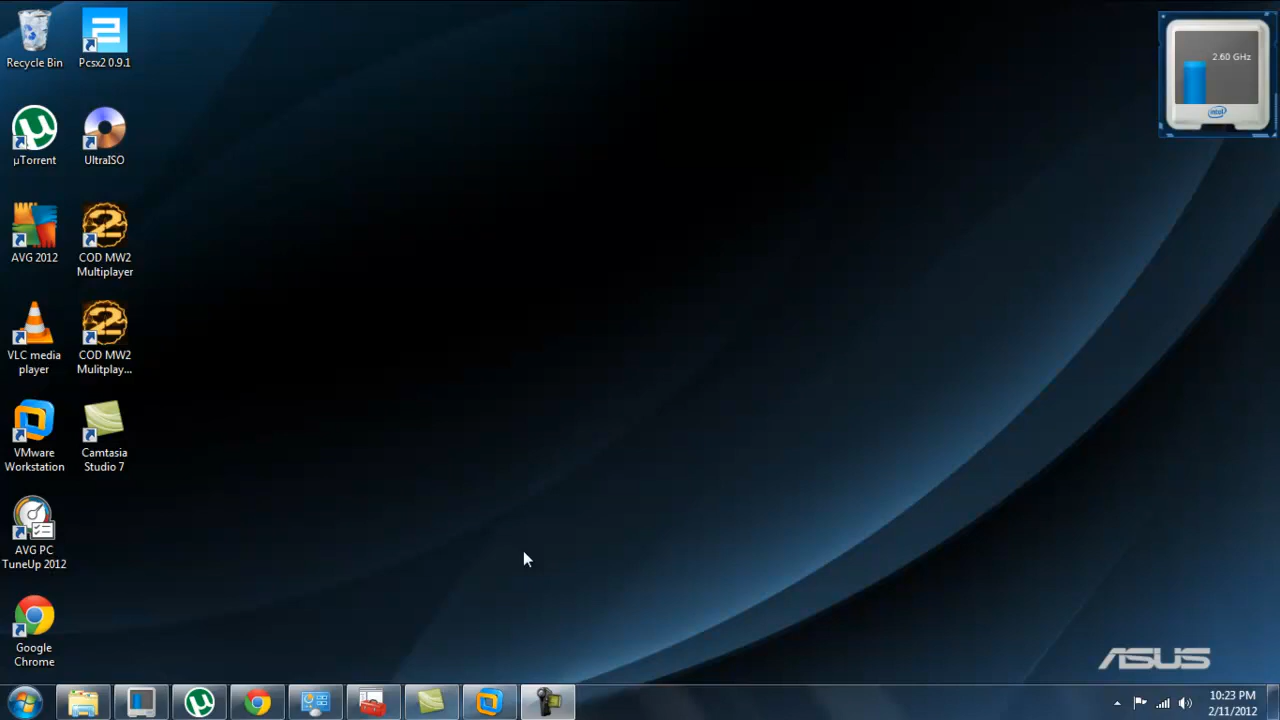 Recycle Bin
Pcsx2 0.9.1
2.60 GHz
intel
µTorrent
UltraISO
AVG 2012
COD MW2
Multiplayer
VLC media
player
COD MW2
Mulitplay...
VMware
Workstation
Camtasia
Studio 7
AVG PC
TuneUp 2012
Google
Chrome
ASUS
10:23 PM
2/11/2012